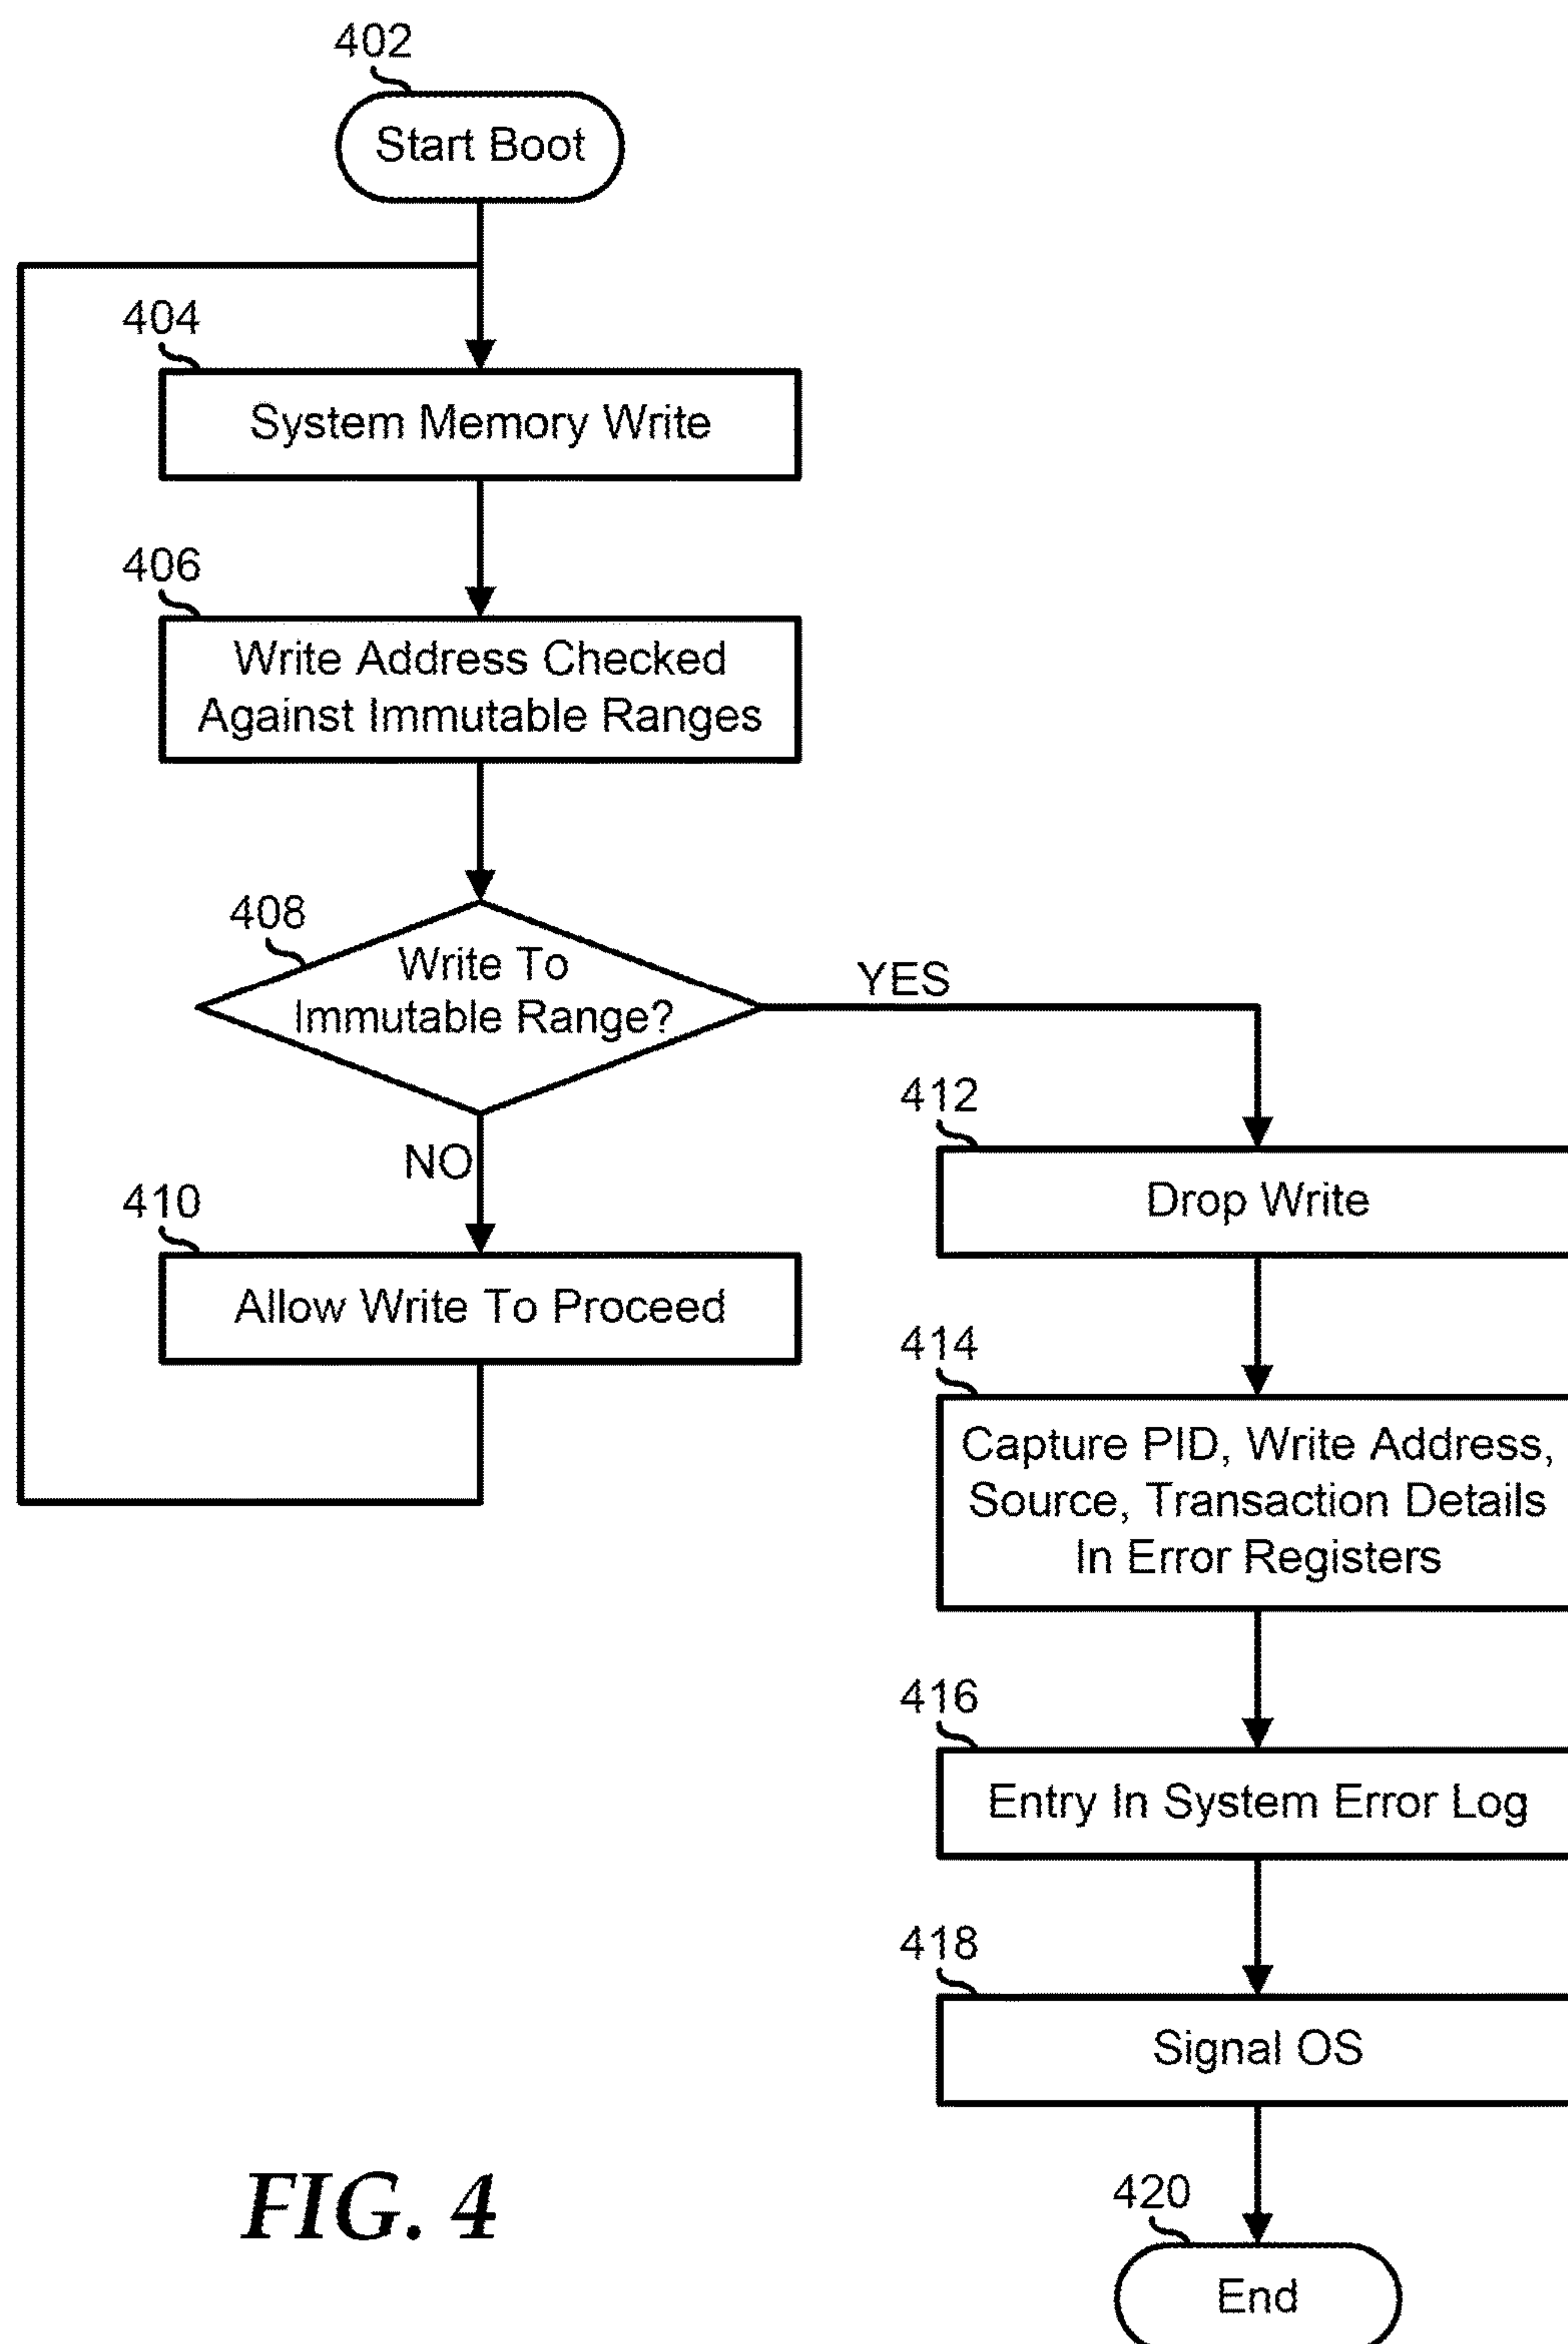 402
Start Boot
404
System Memory Write
406
Write Address Checked
Against Immutable Ranges
408
Write To
Immutable Range?
YES
NO
410
Allow Write To Proceed
412
Drop Write
414
Capture PID, Write Address,
Source, Transaction Details
In Error Registers
416
Entry In System Error Log
418
Signal OS
420
End
FIG. 4